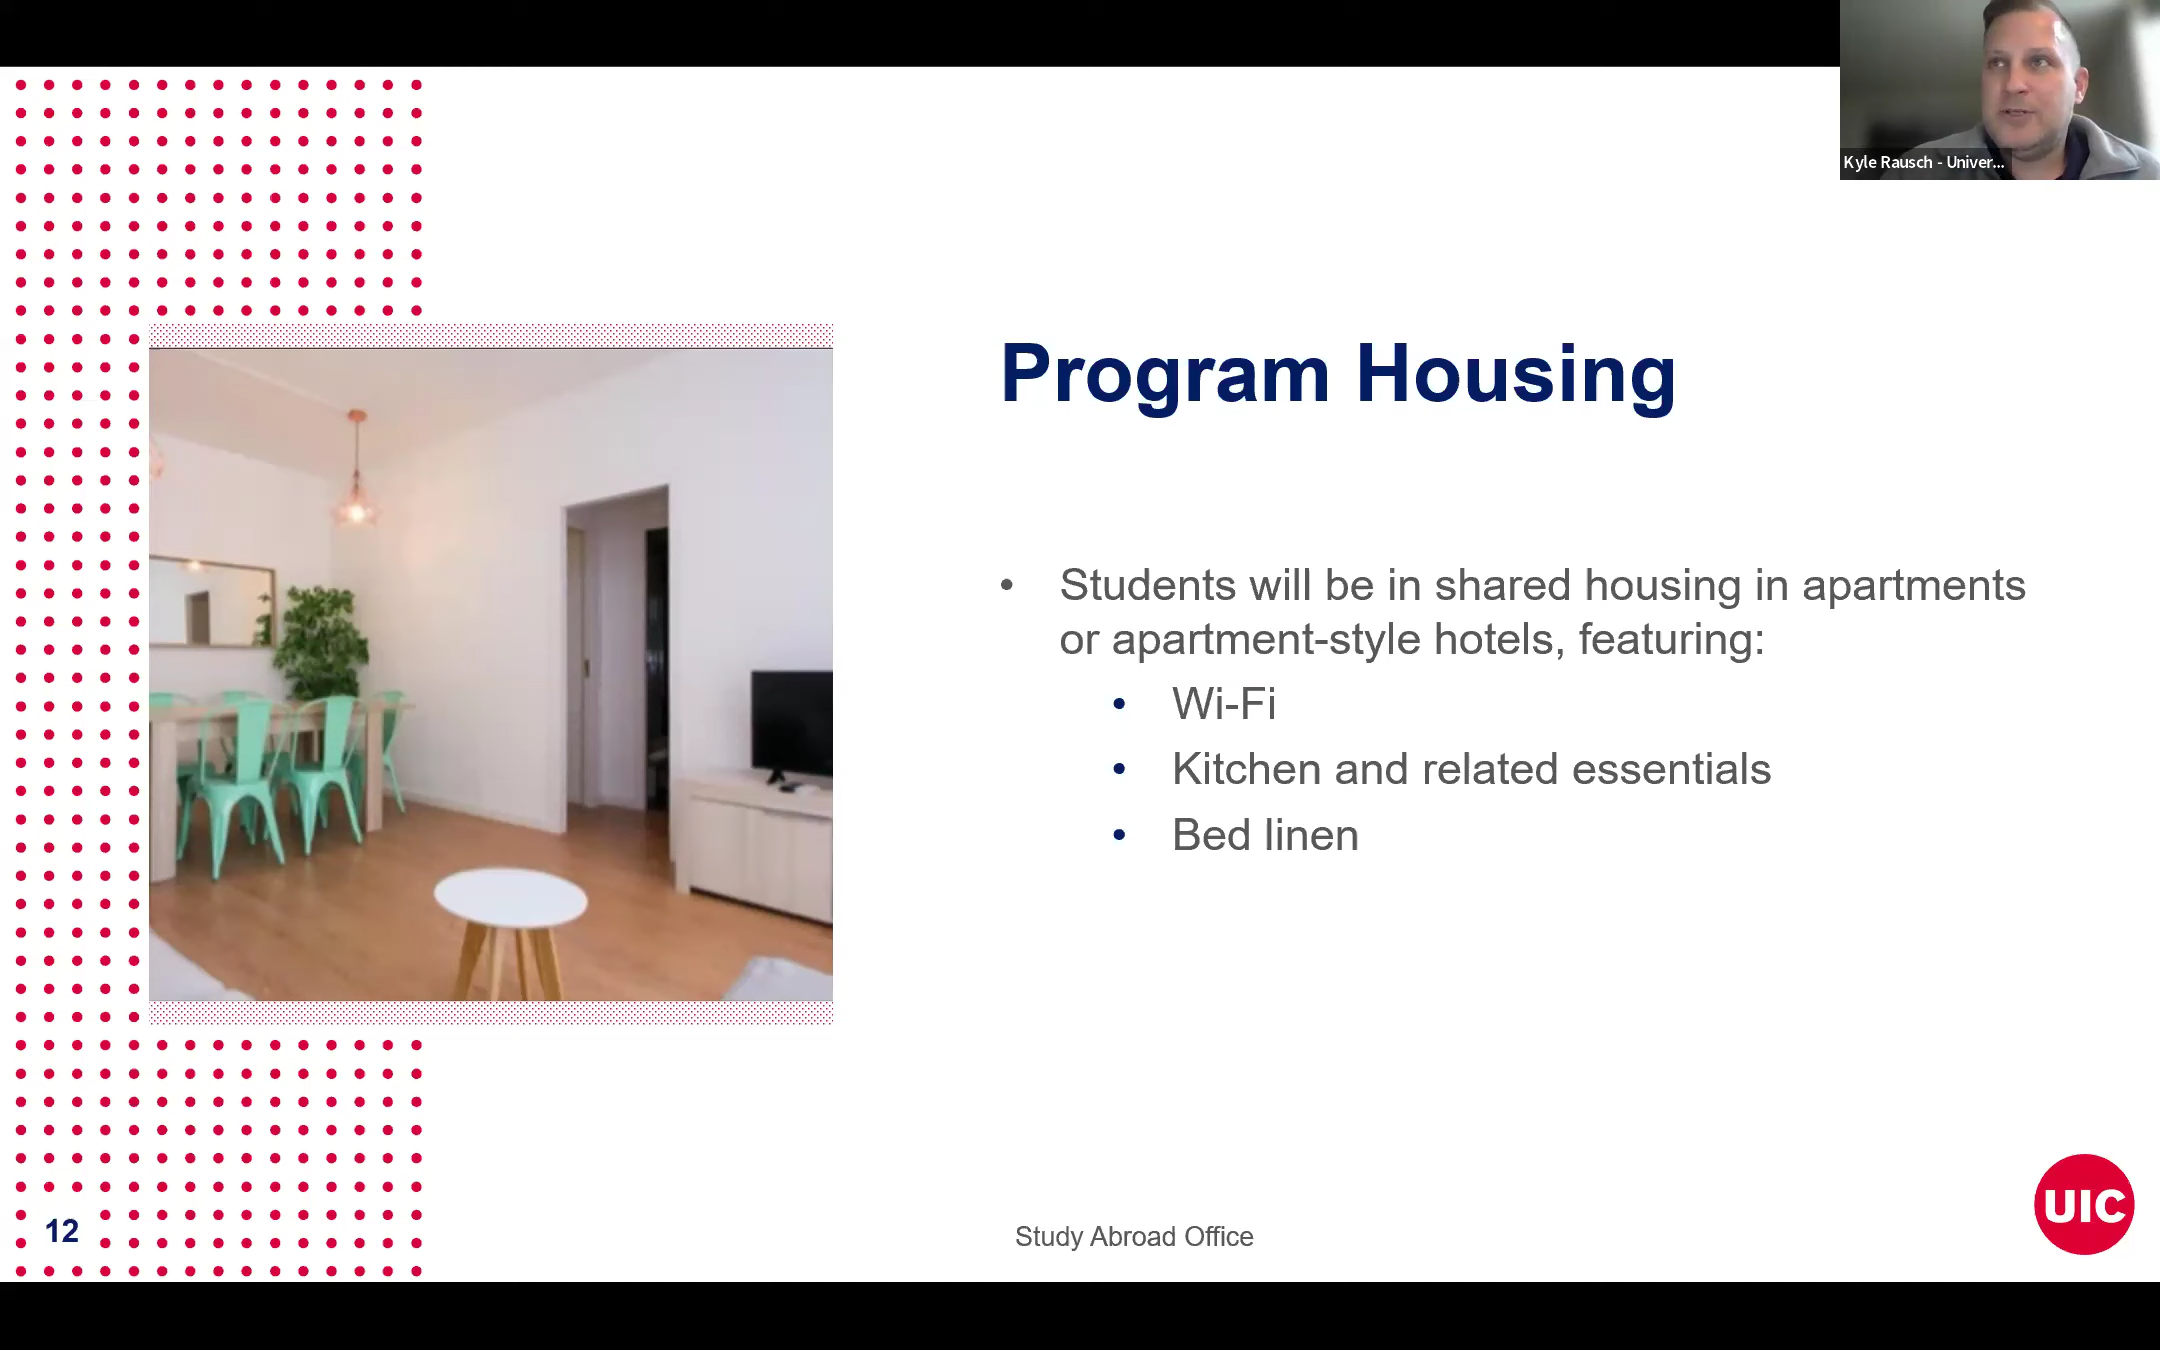 Kyle Rausch - Univer...
Program Housing
• Students will be in shared housing in apartments
or apartment-style hotels, featuring:
• Wi-Fi
• Kitchen and related essentials
• Bed linen
12
Study Abroad Office
UIC